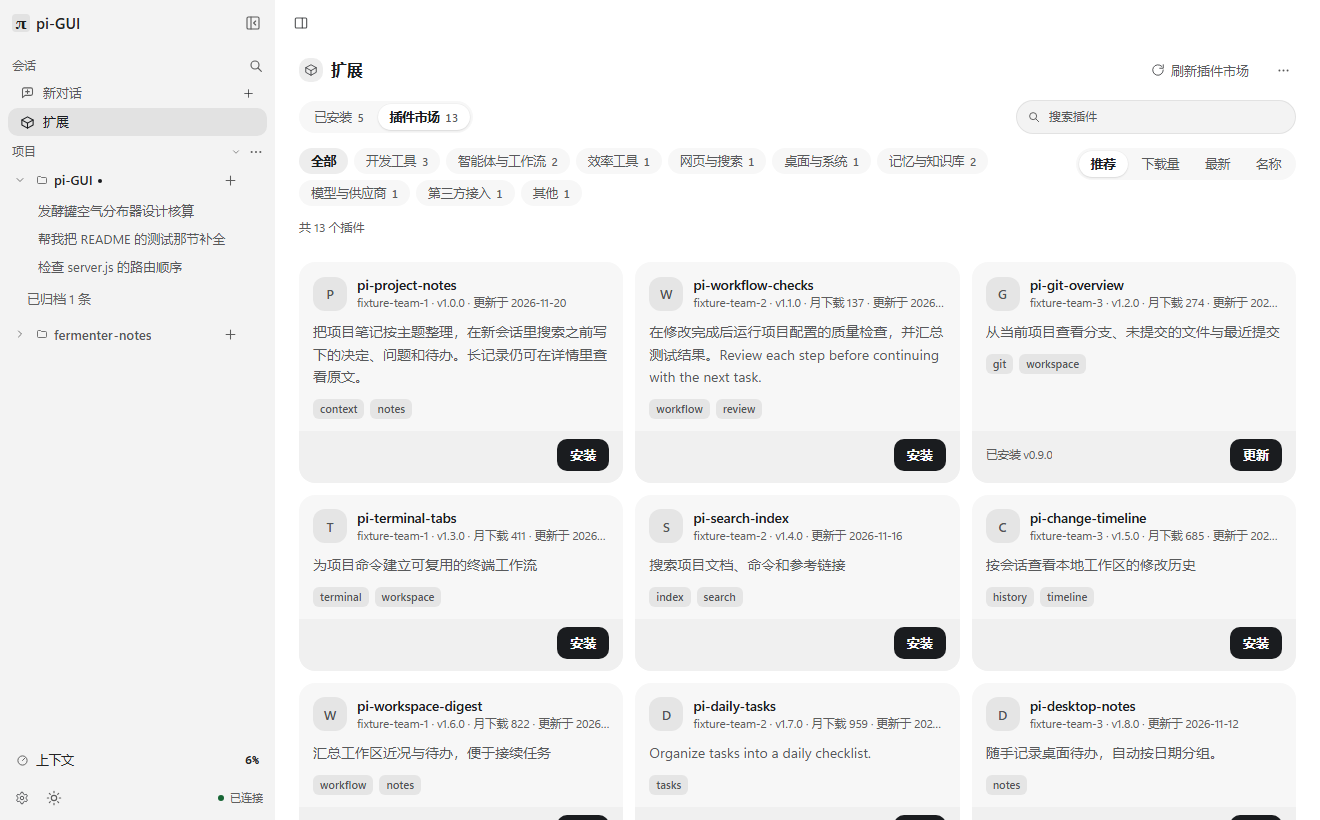 π pi-GUI
会话
新对话
扩展
项目
pi-GUI •
发酵罐空气分布器设计核算
帮我把 README 的测试那节补全
检查 server.js 的路由顺序
已归档 1 条
fermenter-notes
上下文 6%
已连接
扩展
刷新插件市场
已安装 5 插件市场 13
搜索插件
全部 开发工具 3 智能体与工作流 2 效率工具 1 网页与搜索 1 桌面与系统 1 记忆与知识库 2
模型与供应商 1 第三方接入 1 其他 1
推荐 下载量 最新 名称
共 13 个插件
P
pi-project-notes
fixture-team-1 · v1.0.0 · 更新于 2026-11-20
把项目笔记按主题整理，在新会话里搜索之前写
下的决定、问题和待办。长记录仍可在详情里查
看原文。
context notes
安装
W
pi-workflow-checks
fixture-team-2 · v1.1.0 · 月下载 137 · 更新于 2026...
在修改完成后运行项目配置的质量检查，并汇总
测试结果。Review each step before continuing
with the next task.
workflow review
安装
G
pi-git-overview
fixture-team-3 · v1.2.0 · 月下载 274 · 更新于 202...
从当前项目查看分支、未提交的文件与最近提交
git workspace
已安装 v0.9.0 更新
T
pi-terminal-tabs
fixture-team-1 · v1.3.0 · 月下载 411 · 更新于 2026...
为项目命令建立可复用的终端工作流
terminal workspace
安装
S
pi-search-index
fixture-team-2 · v1.4.0 · 更新于 2026-11-16
搜索项目文档、命令和参考链接
index search
安装
C
pi-change-timeline
fixture-team-3 · v1.5.0 · 月下载 685 · 更新于 202...
按会话查看本地工作区的修改历史
history timeline
安装
W
pi-workspace-digest
fixture-team-1 · v1.6.0 · 月下载 822 · 更新于 2026...
汇总工作区近况与待办，便于接续任务
workflow notes
D
pi-daily-tasks
fixture-team-2 · v1.7.0 · 月下载 959 · 更新于 202...
Organize tasks into a daily checklist.
tasks
D
pi-desktop-notes
fixture-team-3 · v1.8.0 · 更新于 2026-11-12
随手记录桌面待办，自动按日期分组。
notes